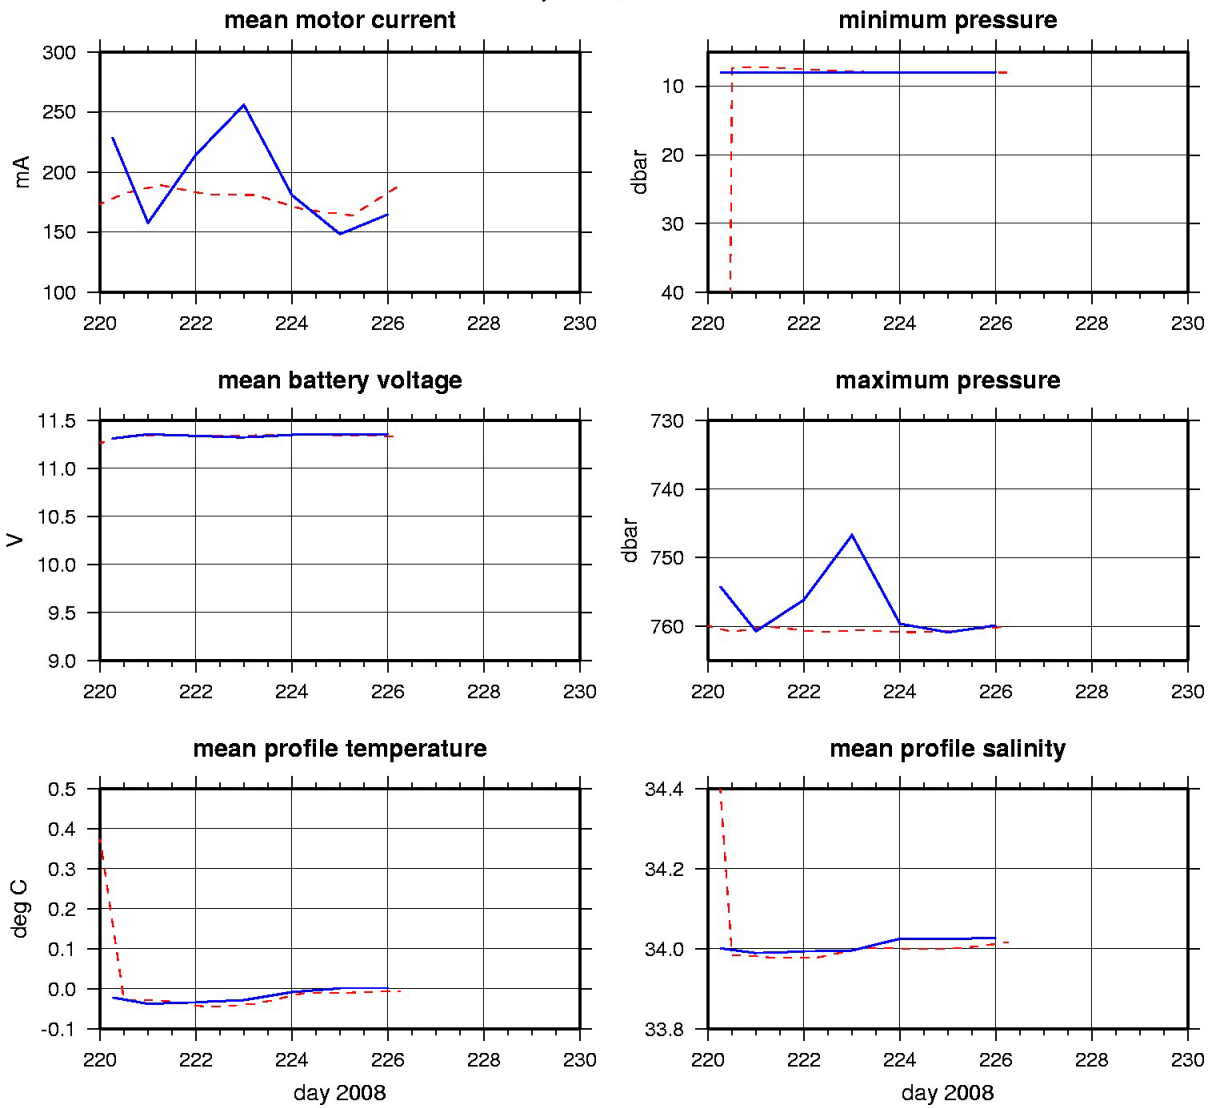 mean motor current
300
250
200
150
100
mA
220 222 224 226 228 230
minimum pressure
10
20
30
40
dbar
220 222 224 226 228 230
mean battery voltage
11.5
11.0
10.5
10.0
9.5
9.0
V
220 222 224 226 228 230
maximum pressure
730
740
750
760
dbar
220 222 224 226 228 230
mean profile temperature
0.5
0.4
0.3
0.2
0.1
0.0
-0.1
deg C
220 222 224 226 228 230
day 2008
mean profile salinity
34.4
34.2
34.0
33.8
220 222 224 226 228 230
day 2008